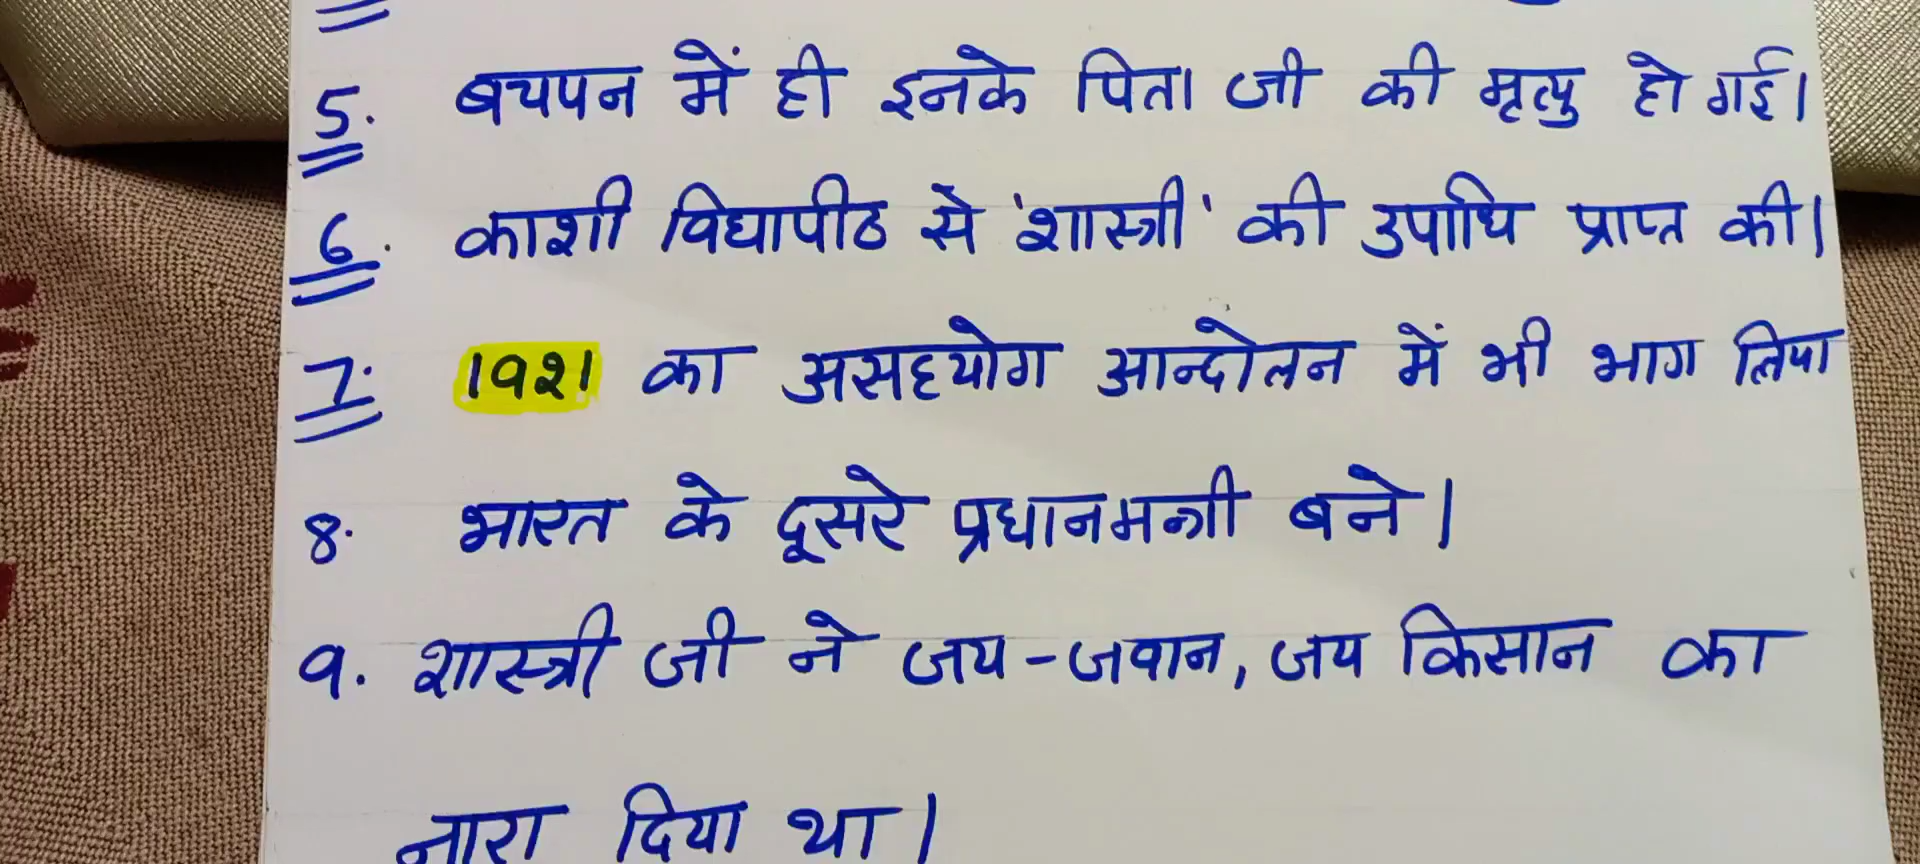 5. बचपन में ही इनके पिता जी की मृत्यु हो गई।
6. काशी विद्यापीठ से 'शास्त्री' की उपाधि प्राप्त की।
7. 1921 का असहयोग आन्दोलन में भी भाग लिया
8. भारत के दूसरे प्रधानमन्त्री बने।
9. शास्त्री जी ने जय-जवान, जय किसान का
नारा दिया था।